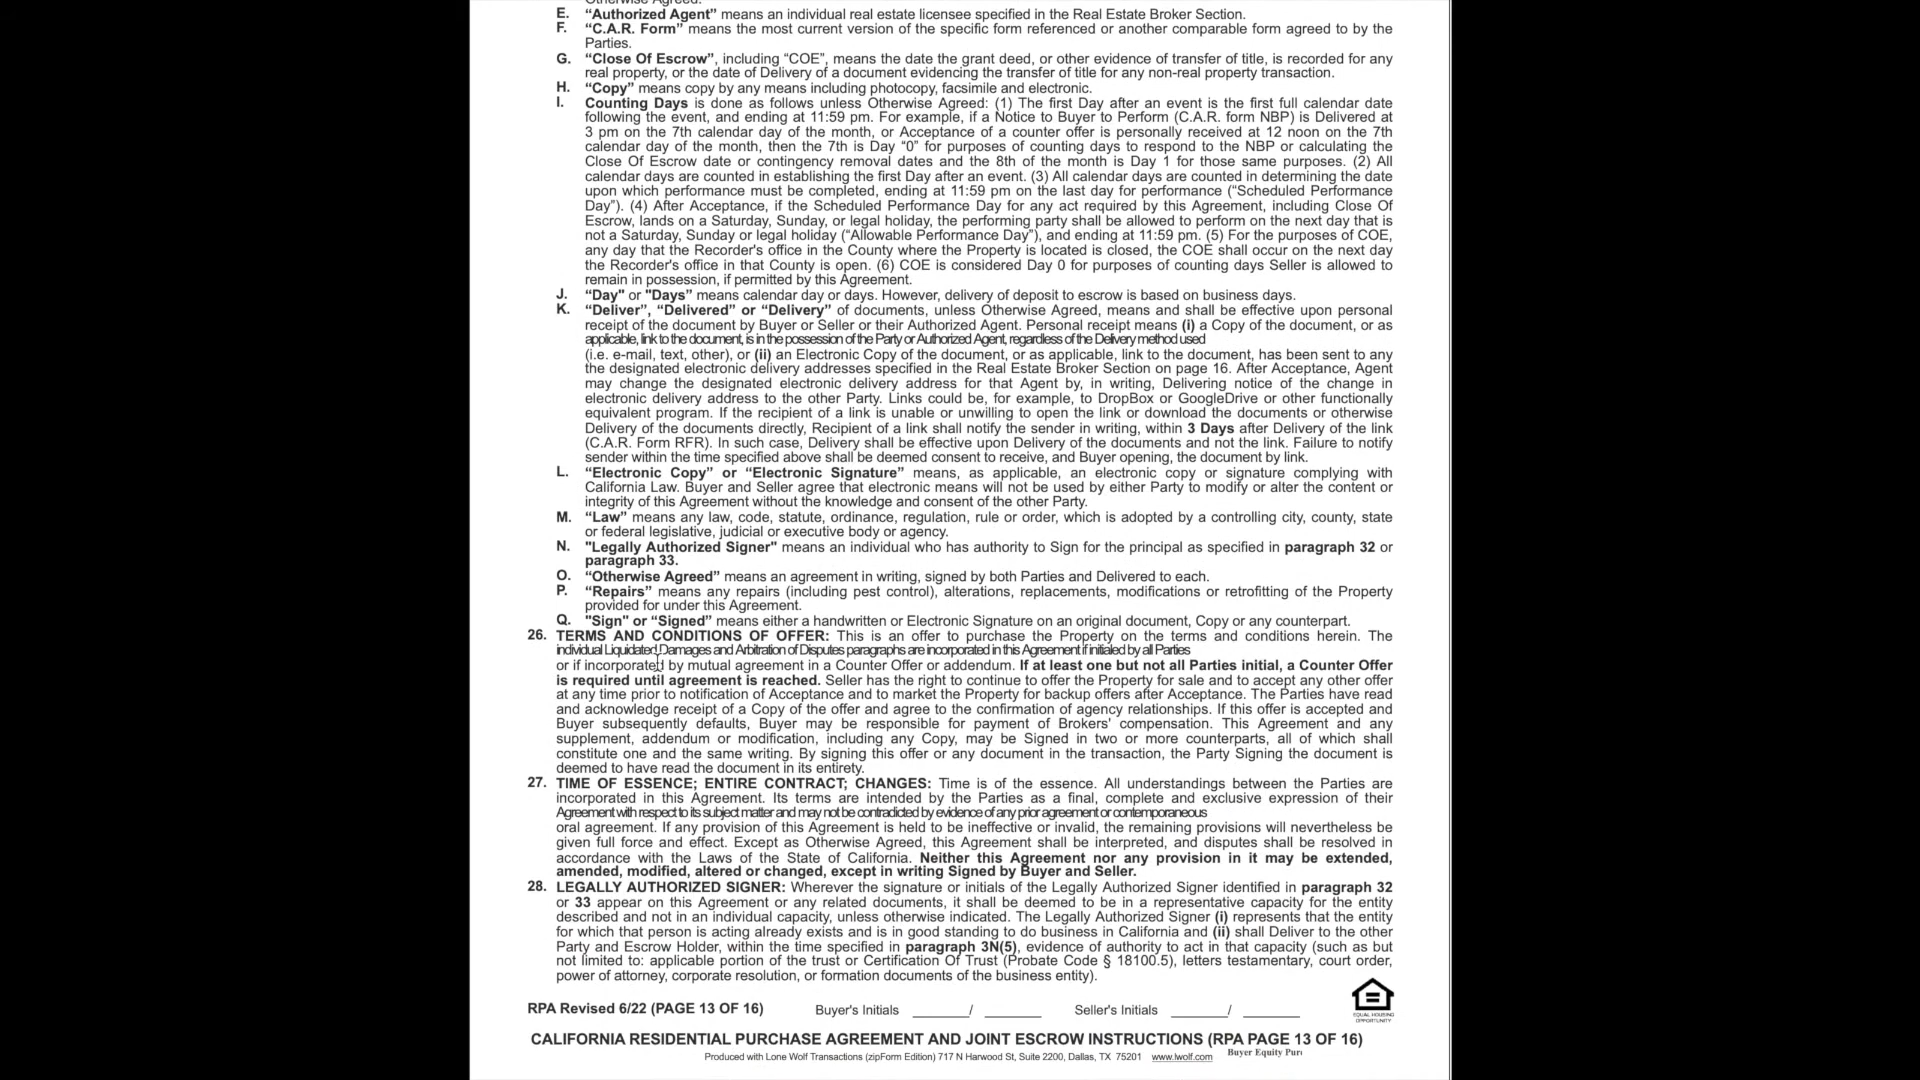 Otherwise Agreed.
E. “Authorized Agent” means an individual real estate licensee specified in the Real Estate Broker Section.
F. “C.A.R. Form” means the most current version of the specific form referenced or another comparable form agreed to by the
Parties.
G. “Close Of Escrow”, including “COE”, means the date the grant deed, or other evidence of transfer of title, is recorded for any
real property, or the date of Delivery of a document evidencing the transfer of title for any non-real property transaction.
H. “Copy” means copy by any means including photocopy, facsimile and electronic.
I. Counting Days is done as follows unless Otherwise Agreed: (1) The first Day after an event is the first full calendar date
following the event, and ending at 11:59 pm. For example, if a Notice to Buyer to Perform (C.A.R. form NBP) is Delivered at
3 pm on the 7th calendar day of the month, or Acceptance of a counter offer is personally received at 12 noon on the 7th
calendar day of the month, then the 7th is Day “0” for purposes of counting days to respond to the NBP or calculating the
Close Of Escrow date or contingency removal dates and the 8th of the month is Day 1 for those same purposes. (2) All
calendar days are counted in establishing the first Day after an event. (3) All calendar days are counted in determining the date
upon which performance must be completed, ending at 11:59 pm on the last day for performance (“Scheduled Performance
Day”). (4) After Acceptance, if the Scheduled Performance Day for any act required by this Agreement, including Close Of
Escrow, lands on a Saturday, Sunday, or legal holiday, the performing party shall be allowed to perform on the next day that is
not a Saturday, Sunday or legal holiday (“Allowable Performance Day”), and ending at 11:59 pm. (5) For the purposes of COE,
any day that the Recorder's office in the County where the Property is located is closed, the COE shall occur on the next day
the Recorder's office in that County is open. (6) COE is considered Day 0 for purposes of counting days Seller is allowed to
remain in possession, if permitted by this Agreement.
J. “Day" or "Days” means calendar day or days. However, delivery of deposit to escrow is based on business days.
K. “Deliver”, “Delivered” or “Delivery” of documents, unless Otherwise Agreed, means and shall be effective upon personal
receipt of the document by Buyer or Seller or their Authorized Agent. Personal receipt means (i) a Copy of the document, or as
applicable, link to the document, is in the possession of the Party or Authorized Agent, regardless of the Delivery method used
(i.e. e-mail, text, other), or (ii) an Electronic Copy of the document, or as applicable, link to the document, has been sent to any
the designated electronic delivery addresses specified in the Real Estate Broker Section on page 16. After Acceptance, Agent
may change the designated electronic delivery address for that Agent by, in writing, Delivering notice of the change in
electronic delivery address to the other Party. Links could be, for example, to DropBox or GoogleDrive or other functionally
equivalent program. If the recipient of a link is unable or unwilling to open the link or download the documents or otherwise
Delivery of the documents directly, Recipient of a link shall notify the sender in writing, within 3 Days after Delivery of the link
(C.A.R. Form RFR). In such case, Delivery shall be effective upon Delivery of the documents and not the link. Failure to notify
sender within the time specified above shall be deemed consent to receive, and Buyer opening, the document by link.
L. “Electronic Copy” or “Electronic Signature” means, as applicable, an electronic copy or signature complying with
California Law. Buyer and Seller agree that electronic means will not be used by either Party to modify or alter the content or
integrity of this Agreement without the knowledge and consent of the other Party.
M. “Law” means any law, code, statute, ordinance, regulation, rule or order, which is adopted by a controlling city, county, state
or federal legislative, judicial or executive body or agency.
N. "Legally Authorized Signer" means an individual who has authority to Sign for the principal as specified in paragraph 32 or
paragraph 33.
O. “Otherwise Agreed” means an agreement in writing, signed by both Parties and Delivered to each.
P. “Repairs” means any repairs (including pest control), alterations, replacements, modifications or retrofitting of the Property
provided for under this Agreement.
Q. "Sign" or “Signed” means either a handwritten or Electronic Signature on an original document, Copy or any counterpart.
26. TERMS AND CONDITIONS OF OFFER: This is an offer to purchase the Property on the terms and conditions herein. The
individual Liquidated Damages and Arbitration of Disputes paragraphs are incorporated in this Agreement if initialed by all Parties
or if incorporated by mutual agreement in a Counter Offer or addendum. If at least one but not all Parties initial, a Counter Offer
is required until agreement is reached. Seller has the right to continue to offer the Property for sale and to accept any other offer
at any time prior to notification of Acceptance and to market the Property for backup offers after Acceptance. The Parties have read
and acknowledge receipt of a Copy of the offer and agree to the confirmation of agency relationships. If this offer is accepted and
Buyer subsequently defaults, Buyer may be responsible for payment of Brokers' compensation. This Agreement and any
supplement, addendum or modification, including any Copy, may be Signed in two or more counterparts, all of which shall
constitute one and the same writing. By signing this offer or any document in the transaction, the Party Signing the document is
deemed to have read the document in its entirety.
27. TIME OF ESSENCE; ENTIRE CONTRACT; CHANGES: Time is of the essence. All understandings between the Parties are
incorporated in this Agreement. Its terms are intended by the Parties as a final, complete and exclusive expression of their
Agreement with respect to its subject matter and may not be contradicted by evidence of any prior agreement or contemporaneous
oral agreement. If any provision of this Agreement is held to be ineffective or invalid, the remaining provisions will nevertheless be
given full force and effect. Except as Otherwise Agreed, this Agreement shall be interpreted, and disputes shall be resolved in
accordance with the Laws of the State of California. Neither this Agreement nor any provision in it may be extended,
amended, modified, altered or changed, except in writing Signed by Buyer and Seller.
28. LEGALLY AUTHORIZED SIGNER: Wherever the signature or initials of the Legally Authorized Signer identified in paragraph 32
or 33 appear on this Agreement or any related documents, it shall be deemed to be in a representative capacity for the entity
described and not in an individual capacity, unless otherwise indicated. The Legally Authorized Signer (i) represents that the entity
for which that person is acting already exists and is in good standing to do business in California and (ii) shall Deliver to the other
Party and Escrow Holder, within the time specified in paragraph 3N(5), evidence of authority to act in that capacity (such as but
not limited to: applicable portion of the trust or Certification Of Trust (Probate Code § 18100.5), letters testamentary, court order,
power of attorney, corporate resolution, or formation documents of the business entity).
RPA Revised 6/22 (PAGE 13 OF 16) Buyer's Initials ________/ ________ Seller's Initials ________/ ________
EQUAL HOUSING
OPPORTUNITY
CALIFORNIA RESIDENTIAL PURCHASE AGREEMENT AND JOINT ESCROW INSTRUCTIONS (RPA PAGE 13 OF 16)
Produced with Lone Wolf Transactions (zipForm Edition) 717 N Harwood St, Suite 2200, Dallas, TX 75201 www.lwolf.com Buyer Equity Pur